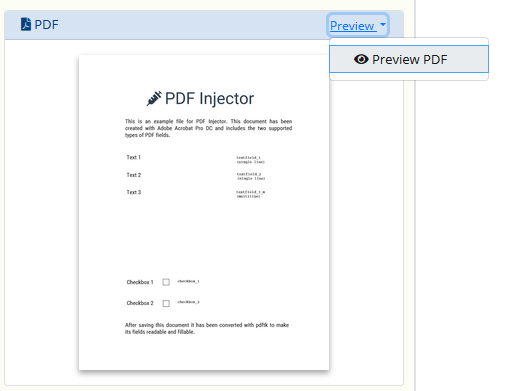 PDF
Preview
Preview PDF
PDF Injector
This is an example file for PDF Injector. This document has been
created with Adobe Acrobat Pro DC and includes the two supported
types of PDF fields.
Text 1
textfield_1
(single line)
Text 2
textfield_2
(single line)
Text 3
textfield_3_m
(multiline)
Checkbox 1
checkbox_1
Checkbox 2
checkbox_2
After saving this document it has been converted with pdftk to make
its fields readable and fillable.